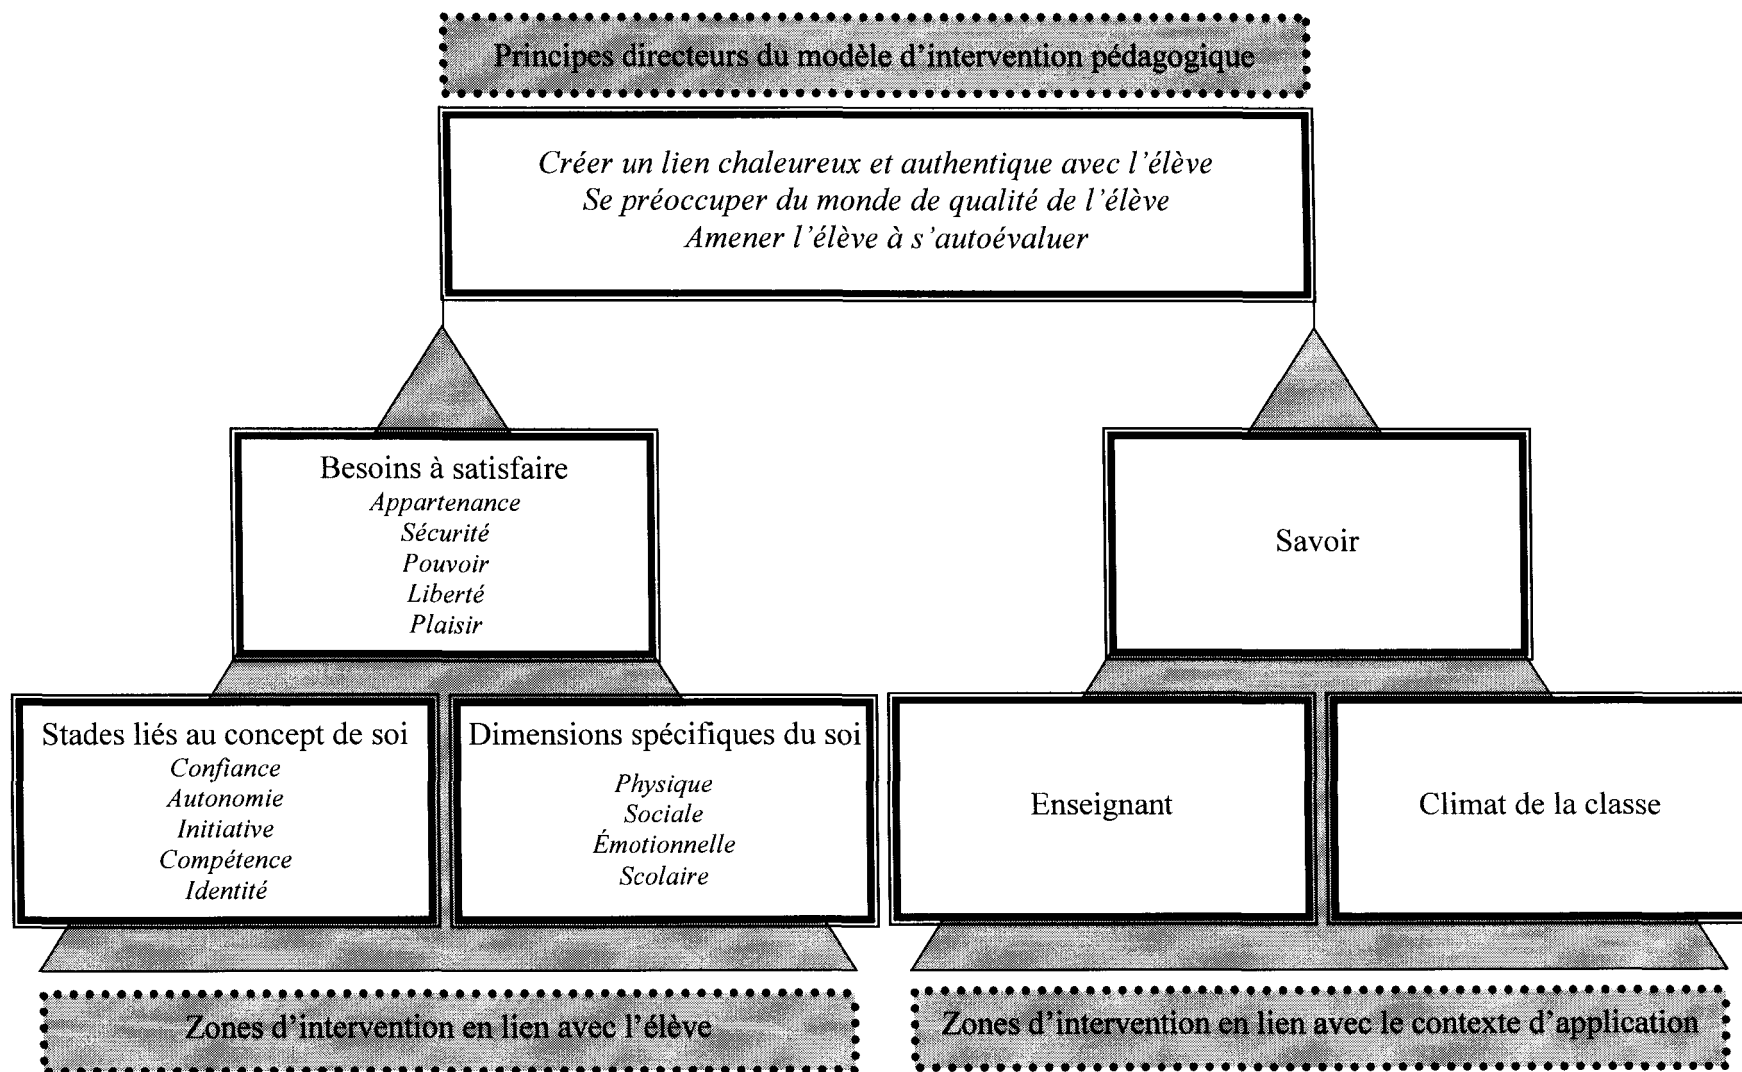 Principes directeurs du modèle d'intervention pédagogique
Créer un lien chaleureux et authentique avec l'élève
Se préoccuper du monde de qualité de l'élève
Amener l'élève à s'autoévaluer
Besoins à satisfaire
Appartenance
Sécurité
Pouvoir
Liberté
Plaisir
Savoir
Stades liés au concept de soi
Confiance
Autonomie
Initiative
Compétence
Identité
Dimensions spécifiques du soi
Physique
Sociale
Émotionnelle
Scolaire
Enseignant
Climat de la classe
Zones d'intervention en lien avec l'élève
Zones d'intervention en lien avec le contexte d'application